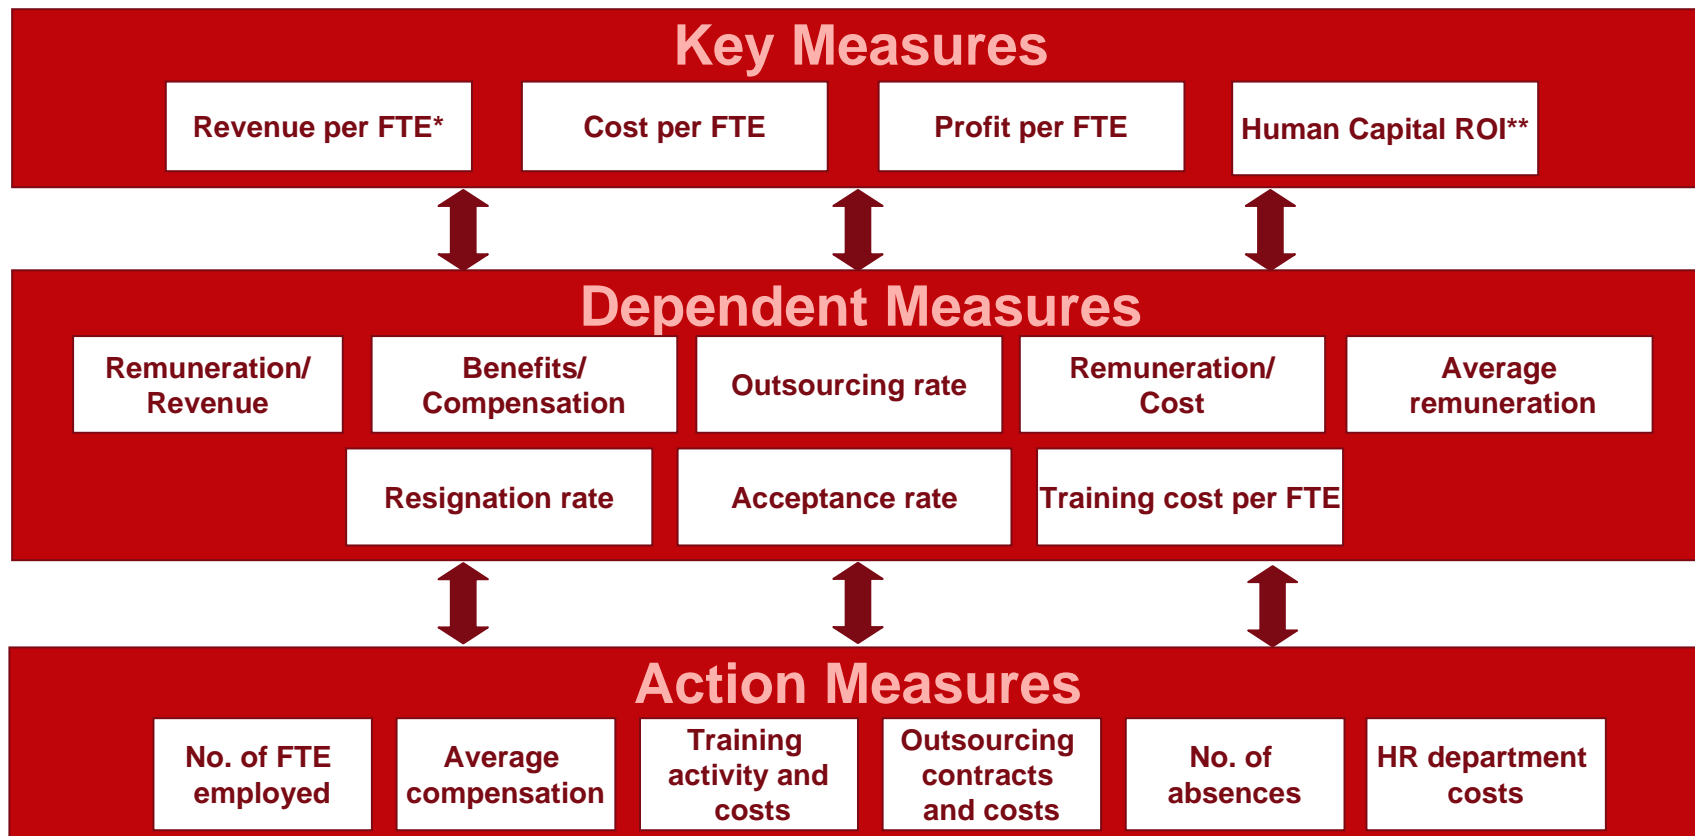 Key Measures
Revenue per FTE*
Cost per FTE
Profit per FTE
Human Capital ROI**
Dependent Measures
Remuneration/
Revenue
Benefits/
Compensation
Outsourcing rate
Remuneration/
Cost
Average
remuneration
Resignation rate
Acceptance rate
Training cost per FTE
Action Measures
No. of FTE
employed
Average
compensation
Training
activity and
costs
Outsourcing
contracts
and costs
No. of
absences
HR department
costs